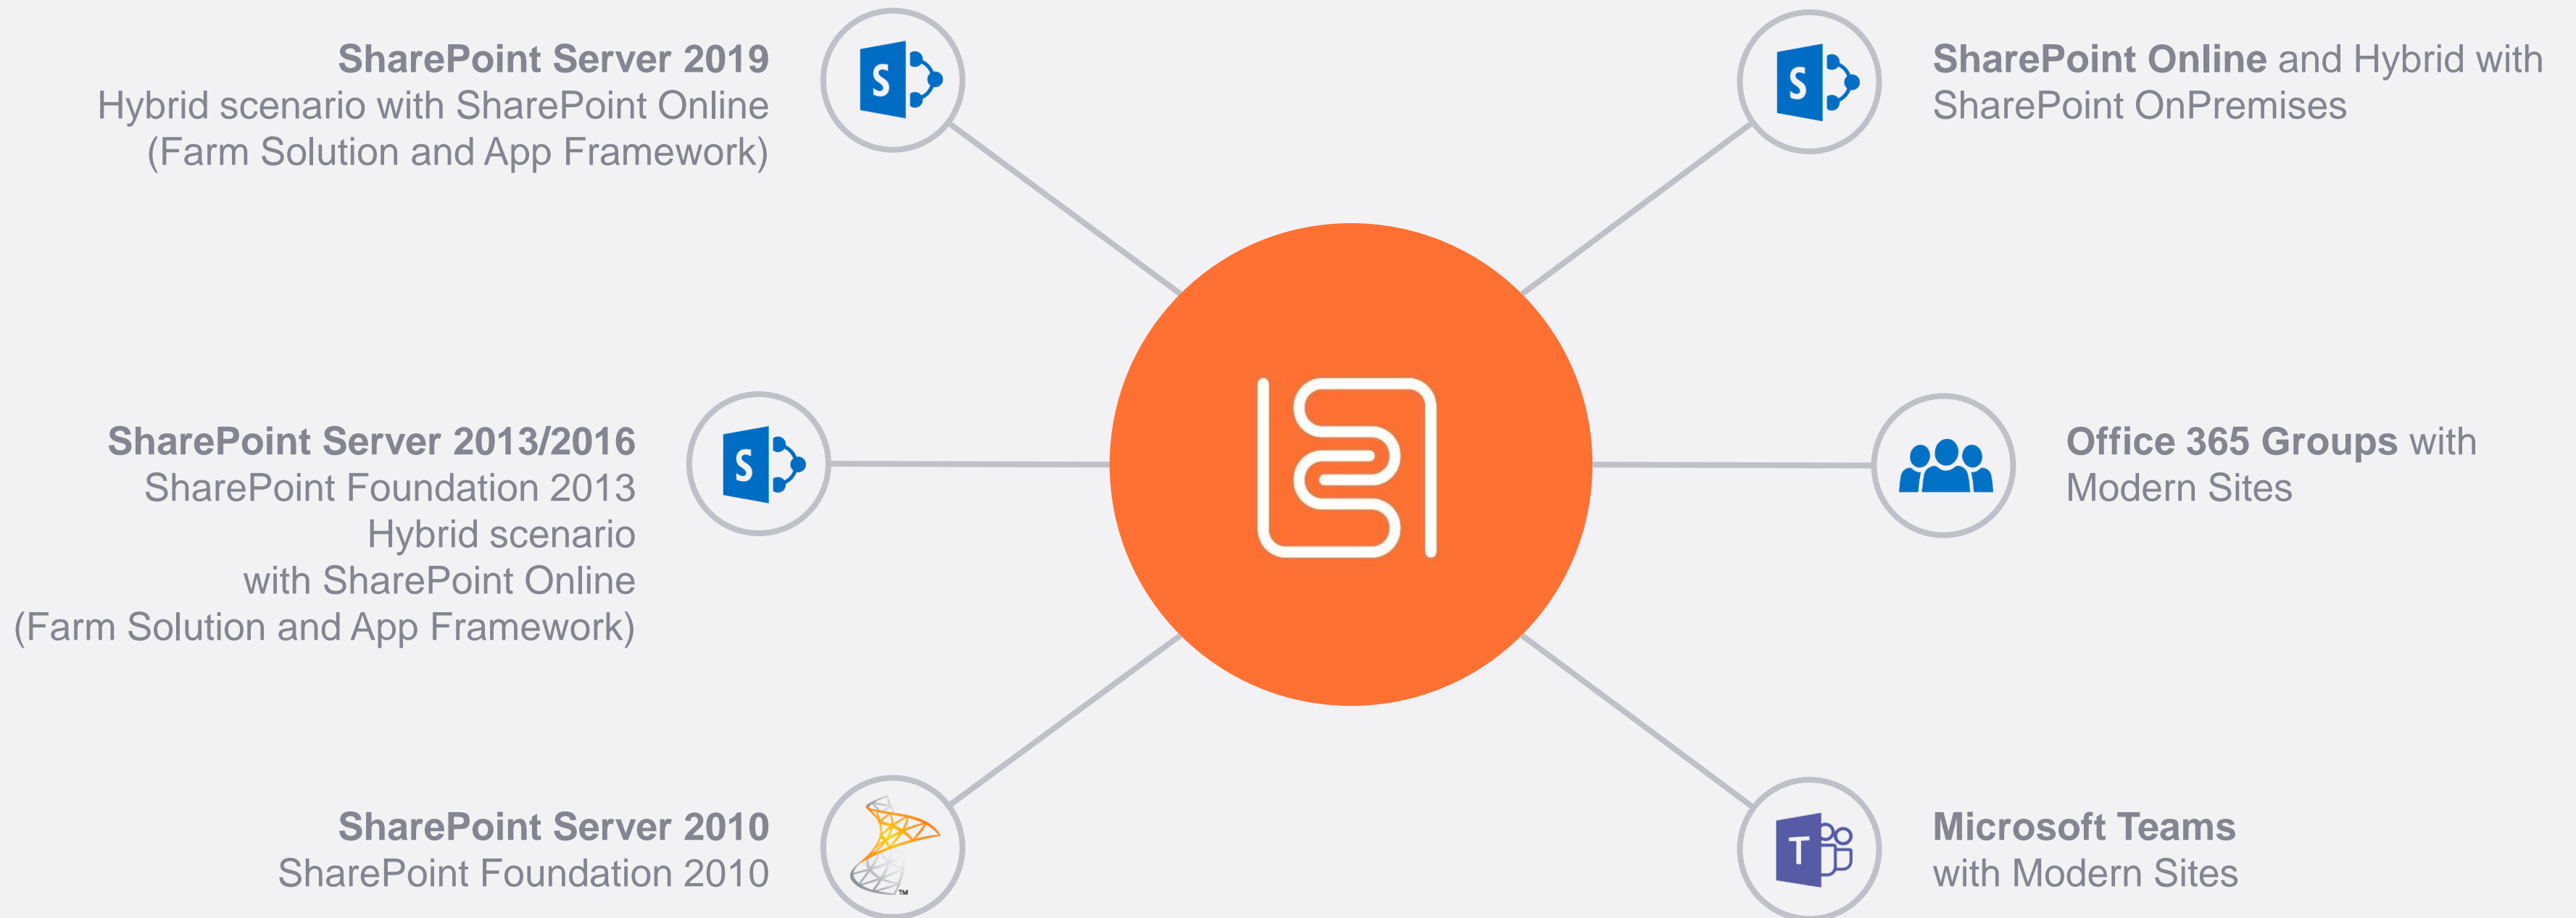 SharePoint Server 2019
Hybrid scenario with SharePoint Online
(Farm Solution and App Framework)
S
SharePoint Server 2013/2016
SharePoint Foundation 2013
Hybrid scenario
with SharePoint Online
(Farm Solution and App Framework)
S
SharePoint Server 2010
SharePoint Foundation 2010
TM
S
SharePoint Online and Hybrid with
SharePoint OnPremises
Office 365 Groups with
Modern Sites
T
Microsoft Teams
with Modern Sites